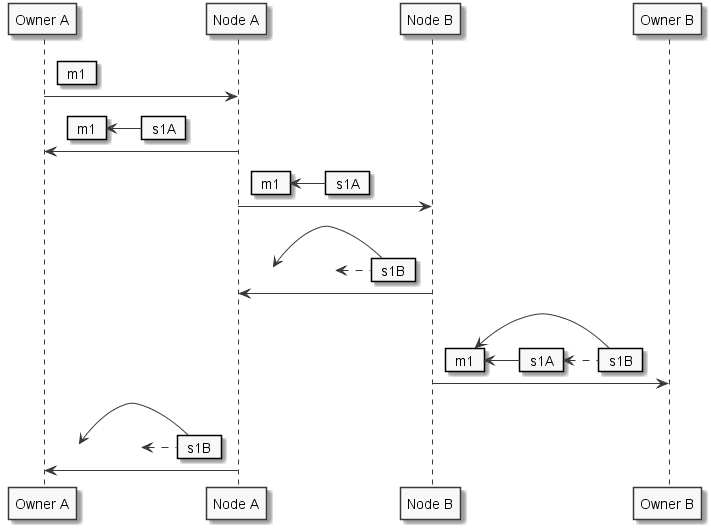 Owner A Node A Node B Owner B
m1
m1 s1A
m1 s1A
s1B
m1 s1A s1B
s1B
Owner A Node A Node B Owner B